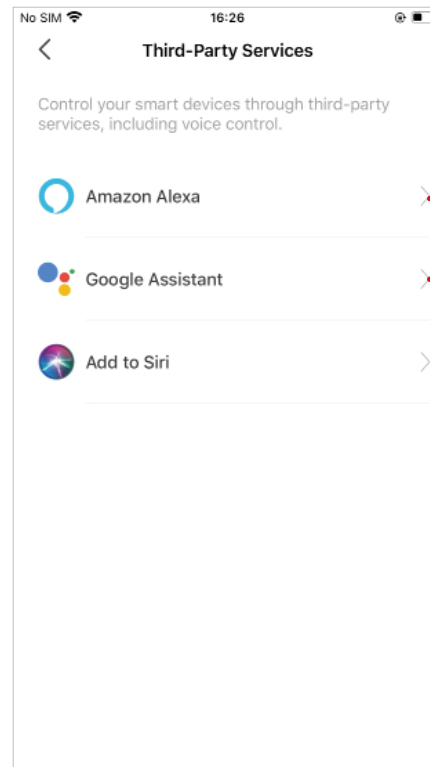 No SIM 16:26
Third-Party Services
Control your smart devices through third-party
services, including voice control.
Amazon Alexa
Google Assistant
Add to Siri